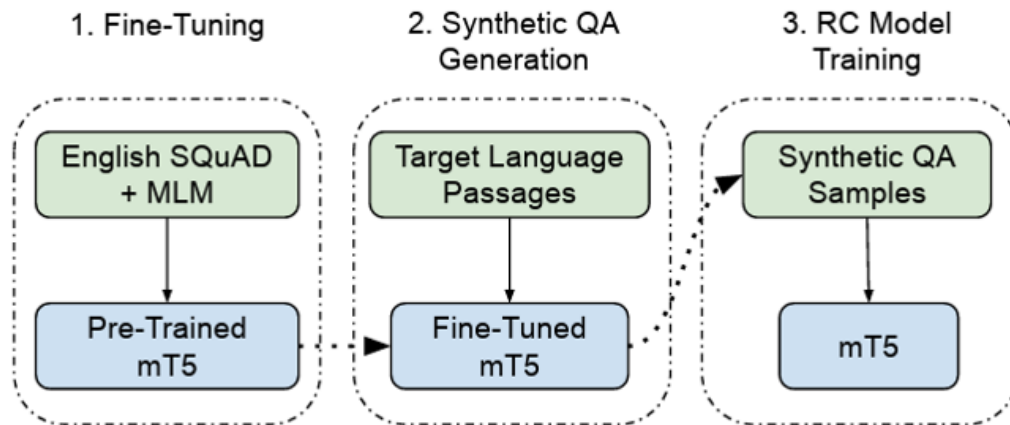 1. Fine-Tuning
2. Synthetic QA
Generation
3. RC Model
Training
English SQuAD
+ MLM
Target Language
Passages
Synthetic QA
Samples
Pre-Trained
mT5
Fine-Tuned
mT5
mT5